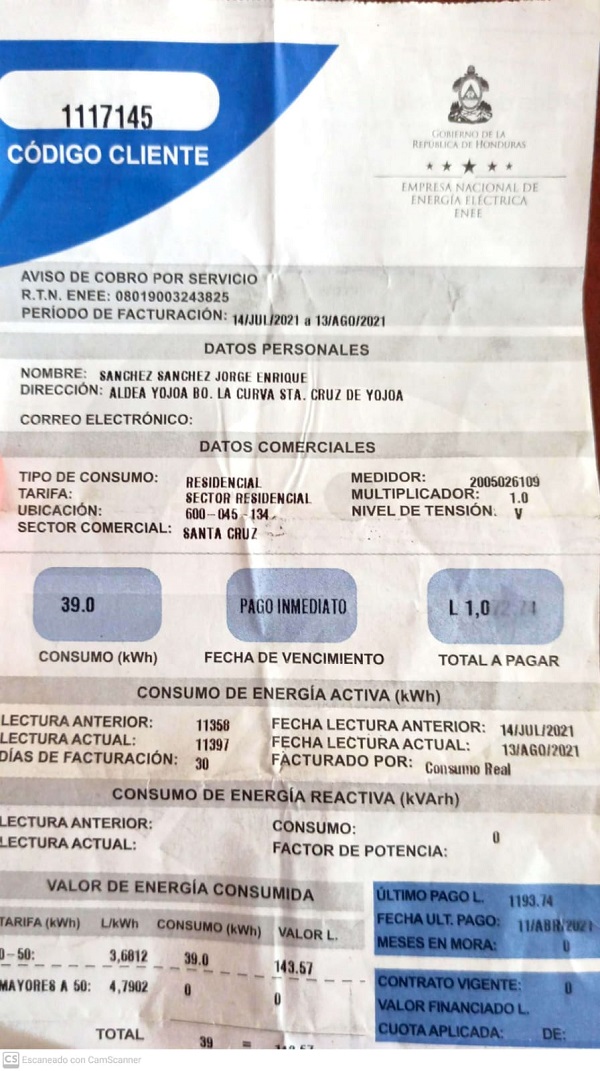 1117145
CÓDIGO CLIENTE
GOBIERNO DE LA
REPÚBLICA DE HONDURAS
EMPRESA NACIONAL DE
ENERGÍA ELÉCTRICA
ENEE
AVISO DE COBRO POR SERVICIO
R.T.N. ENEE: 08019003243825
PERÍODO DE FACTURACIÓN: 14/JUL/2021 a 13/AGO/2021
DATOS PERSONALES
NOMBRE: SANCHEZ SANCHEZ JORGE ENRIQUE
DIRECCIÓN: ALDEA YOJOA BO. LA CURVA STA. CRUZ DE YOJOA
CORREO ELECTRÓNICO:
DATOS COMERCIALES
TIPO DE CONSUMO: RESIDENCIAL MEDIDOR: 2005026109
TARIFA: SECTOR RESIDENCIAL MULTIPLICADOR: 1.0
UBICACIÓN: 600-045-134 NIVEL DE TENSIÓN: V
SECTOR COMERCIAL: SANTA CRUZ
39.0 PAGO INMEDIATO L 1,072.74
CONSUMO (kWh) FECHA DE VENCIMIENTO TOTAL A PAGAR
CONSUMO DE ENERGÍA ACTIVA (kWh)
LECTURA ANTERIOR: 11358 FECHA LECTURA ANTERIOR: 14/JUL/2021
LECTURA ACTUAL: 11397 FECHA LECTURA ACTUAL: 13/AGO/2021
DÍAS DE FACTURACIÓN: 30 FACTURADO POR: Consumo Real
CONSUMO DE ENERGÍA REACTIVA (kVArh)
LECTURA ANTERIOR: CONSUMO: 0
LECTURA ACTUAL: FACTOR DE POTENCIA:
VALOR DE ENERGÍA CONSUMIDA
TARIFA (kWh) L/kWh CONSUMO (kWh) VALOR L.
0-50: 3,6812 39.0 143.57
MAYORES A 50: 4,7902 0 0
TOTAL 39 =
ÚLTIMO PAGO L. 1193.74
FECHA ULT. PAGO: 11/ABR/2021
MESES EN MORA: 0
CONTRATO VIGENTE: 0
VALOR FINANCIADO L.
CUOTA APLICADA: DE:
CS Escaneado con CamScanner